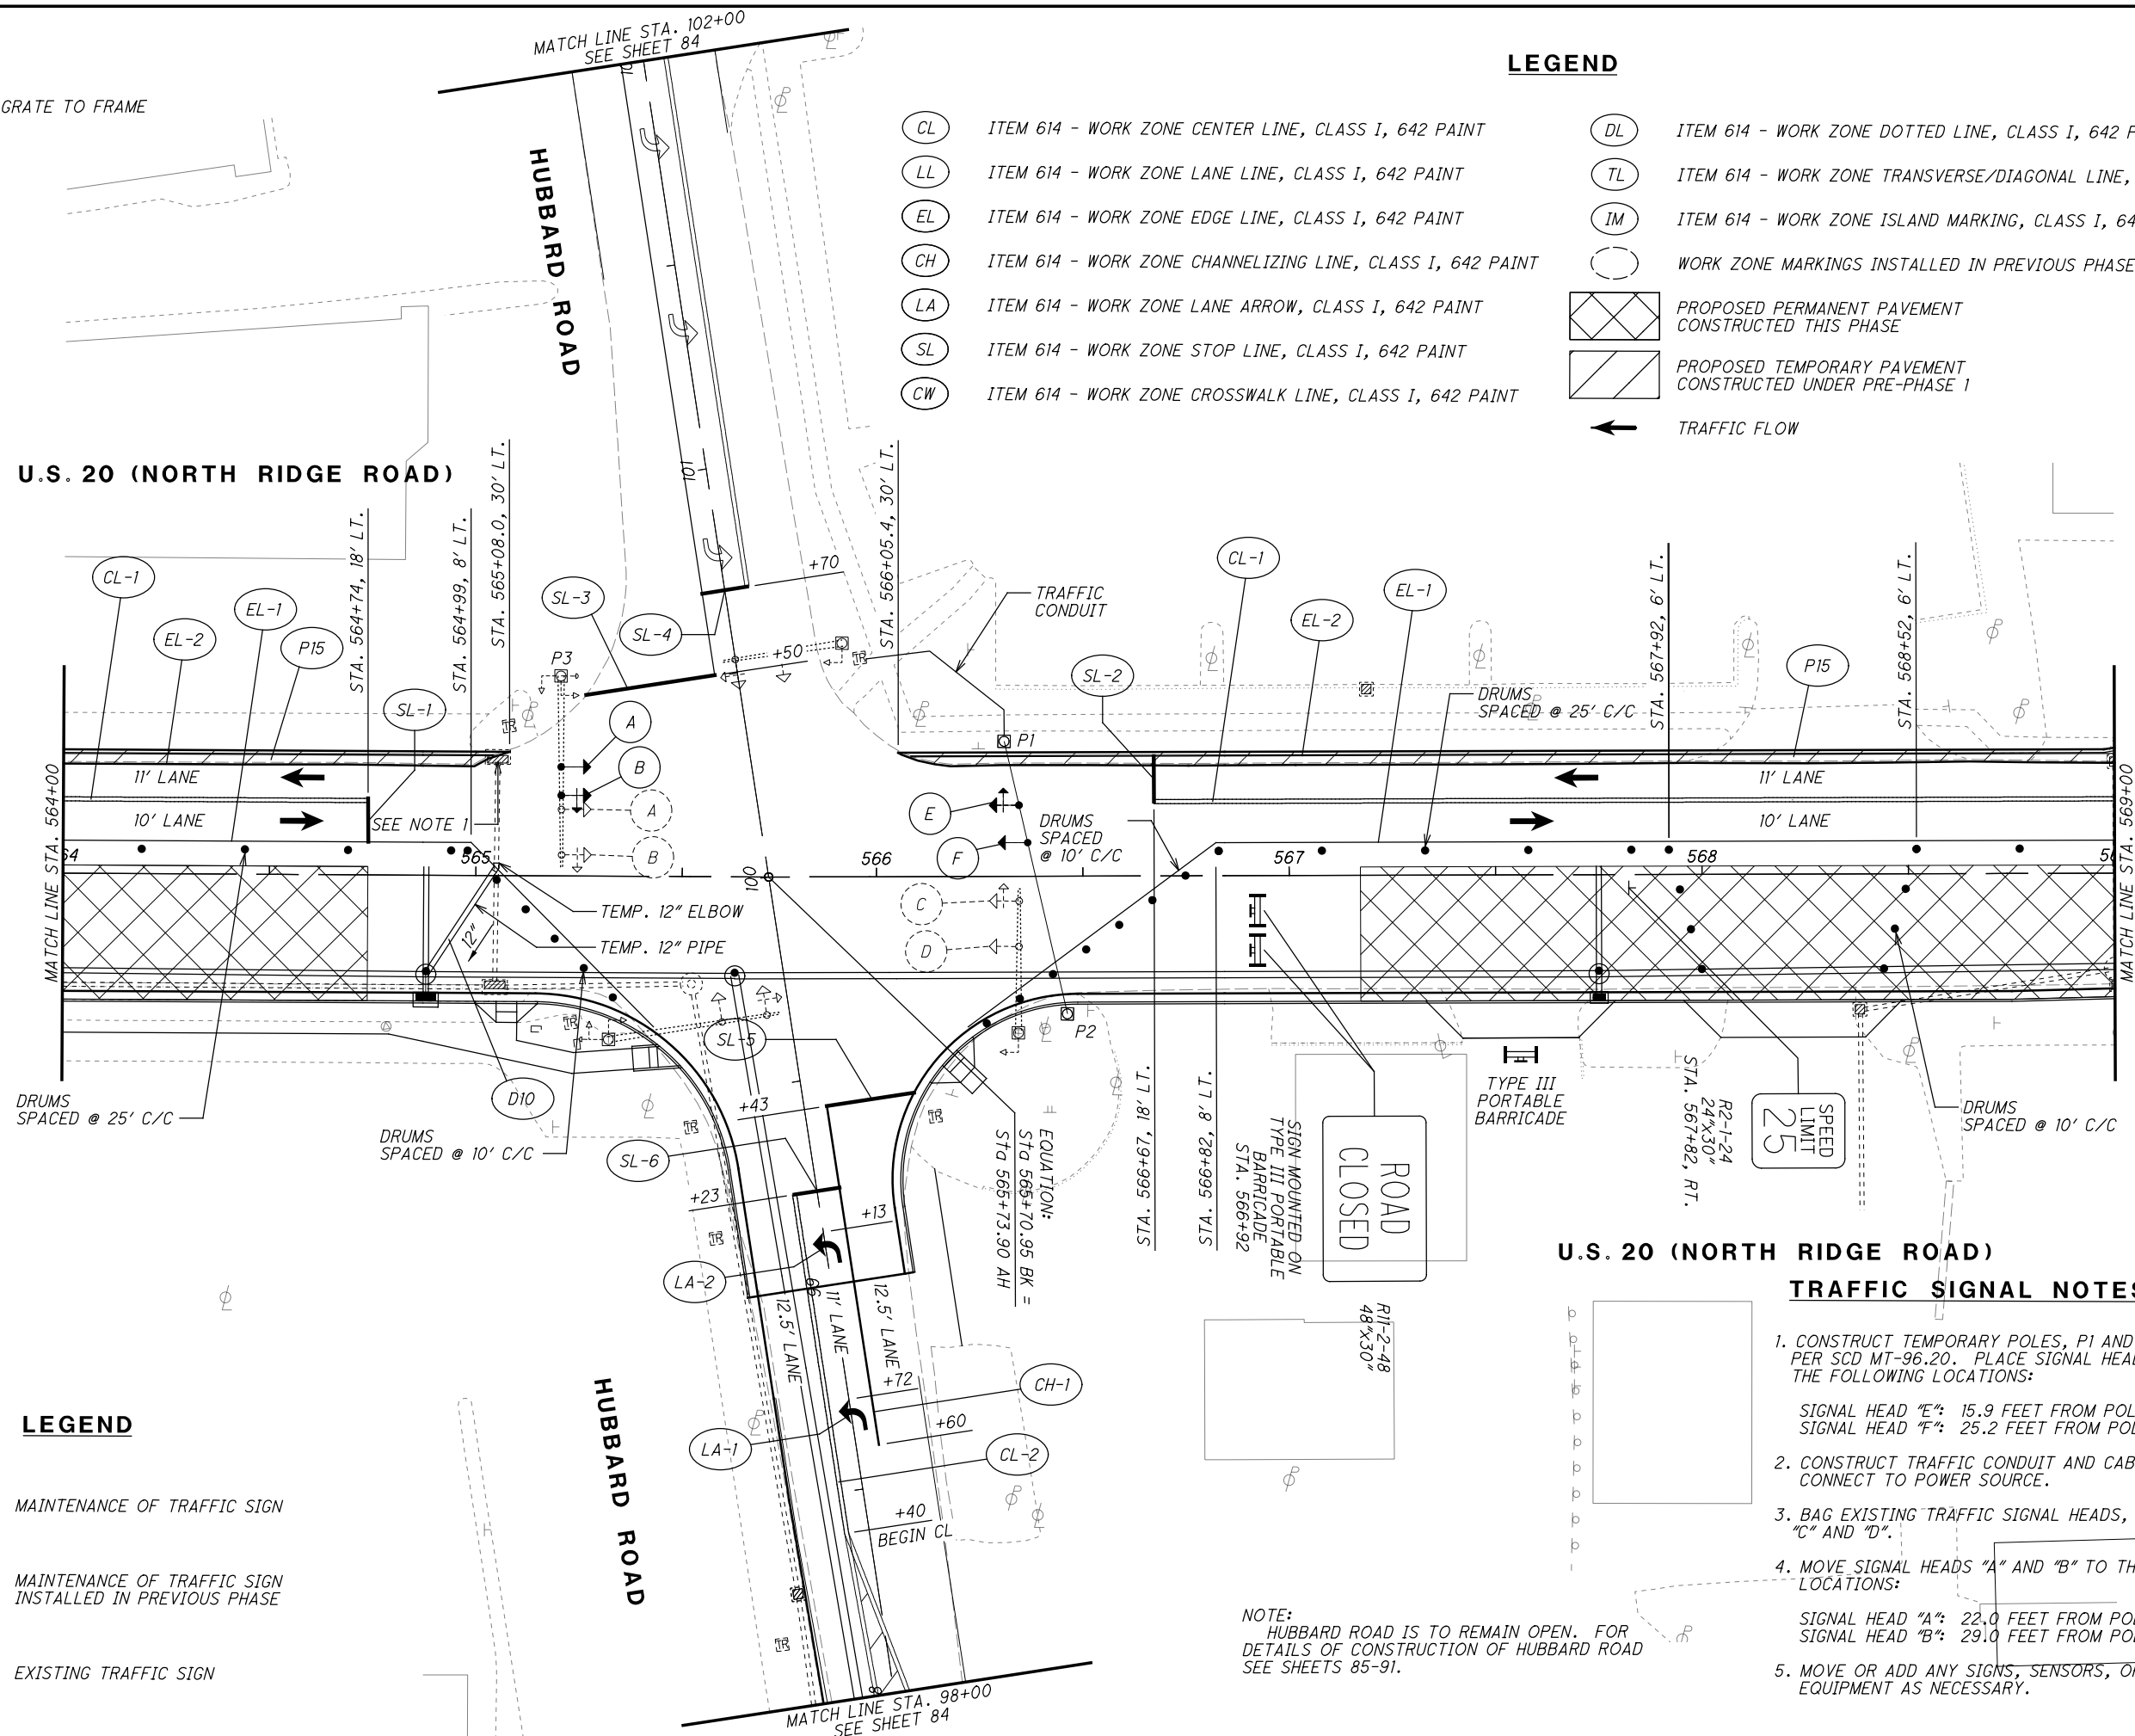 MATCH LINE STA. 102+00
SEE SHEET 84
GRATE TO FRAME
HUBBARD ROAD
LEGEND
CL ITEM 614 - WORK ZONE CENTER LINE, CLASS I, 642 PAINT
LL ITEM 614 - WORK ZONE LANE LINE, CLASS I, 642 PAINT
EL ITEM 614 - WORK ZONE EDGE LINE, CLASS I, 642 PAINT
CH ITEM 614 - WORK ZONE CHANNELIZING LINE, CLASS I, 642 PAINT
LA ITEM 614 - WORK ZONE LANE ARROW, CLASS I, 642 PAINT
SL ITEM 614 - WORK ZONE STOP LINE, CLASS I, 642 PAINT
CW ITEM 614 - WORK ZONE CROSSWALK LINE, CLASS I, 642 PAINT
DL ITEM 614 - WORK ZONE DOTTED LINE, CLASS I, 642 P
TL ITEM 614 - WORK ZONE TRANSVERSE/DIAGONAL LINE,
IM ITEM 614 - WORK ZONE ISLAND MARKING, CLASS I, 64
WORK ZONE MARKINGS INSTALLED IN PREVIOUS PHASE
PROPOSED PERMANENT PAVEMENT
CONSTRUCTED THIS PHASE
PROPOSED TEMPORARY PAVEMENT
CONSTRUCTED UNDER PRE-PHASE 1
TRAFFIC FLOW
U.S. 20 (NORTH RIDGE ROAD)
101
STA. 564+74, 18' LT.
STA. 564+99, 8' LT.
STA. 565+08.0, 30' LT.
STA. 566+05.4, 30' LT.
STA. 567+92, 6' LT.
STA. 568+52, 6' LT.
CL-1
EL-2
EL-1
P15
SL-1
SL-3
SL-4
+70
+50
P3
TRAFFIC
CONDUIT
CL-1
EL-2
EL-1
SL-2
P15
DRUMS
SPACED @ 25' C/C
P1
A
B
A
B
E
F
C
D
MATCH LINE STA. 564+00
11' LANE
10' LANE
SEE NOTE 1
11' LANE
10' LANE
MATCH LINE STA. 569+00
DRUMS
SPACED
@ 10' C/C
64
565
100
566
567
568
TEMP. 12" ELBOW
TEMP. 12" PIPE
12"
SL-5
P2
D10
DRUMS
SPACED @ 25' C/C
DRUMS
SPACED @ 10' C/C
+43
SL-6
+23
+13
LA-2
99
12.5' LANE
11' LANE
12.5' LANE
+72
CH-1
+60
LA-1
CL-2
+40
BEGIN CL
EQUATION:
Sta 565+70.95 BK =
Sta 565+73.90 AH
STA. 566+67, 18' LT.
STA. 566+82, 8' LT.
SIGN MOUNTED ON
TYPE III PORTABLE
BARRICADE
STA. 566+92
ROAD
CLOSED
R11-2-48
48"x30"
TYPE III
PORTABLE
BARRICADE
R2-1-24
24"x30"
STA. 567+82, RT.
SPEED
LIMIT
25
DRUMS
SPACED @ 10' C/C
U.S. 20 (NORTH RIDGE ROAD)
TRAFFIC SIGNAL NOTES
1. CONSTRUCT TEMPORARY POLES, P1 AND
PER SCD MT-96.20. PLACE SIGNAL HEA
THE FOLLOWING LOCATIONS:
SIGNAL HEAD "E": 15.9 FEET FROM POL
SIGNAL HEAD "F": 25.2 FEET FROM POL
2. CONSTRUCT TRAFFIC CONDUIT AND CAB
CONNECT TO POWER SOURCE.
3. BAG EXISTING TRAFFIC SIGNAL HEADS,
"C" AND "D".
4. MOVE SIGNAL HEADS "A" AND "B" TO TH
LOCATIONS:
SIGNAL HEAD "A": 22.0 FEET FROM POL
SIGNAL HEAD "B": 29.0 FEET FROM POL
5. MOVE OR ADD ANY SIGNS, SENSORS, OR
EQUIPMENT AS NECESSARY.
LEGEND
MAINTENANCE OF TRAFFIC SIGN
MAINTENANCE OF TRAFFIC SIGN
INSTALLED IN PREVIOUS PHASE
EXISTING TRAFFIC SIGN
HUBBARD ROAD
NOTE:
HUBBARD ROAD IS TO REMAIN OPEN. FOR
DETAILS OF CONSTRUCTION OF HUBBARD ROAD
SEE SHEETS 85-91.
MATCH LINE STA. 98+00
SEE SHEET 84